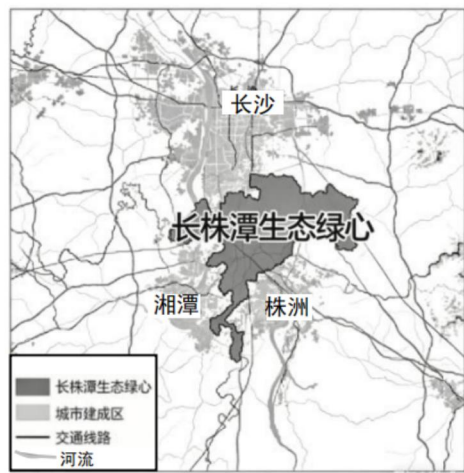 长沙
长株潭生态绿心
湘潭
株洲
长株潭生态绿心
城市建成区
交通线路
河流